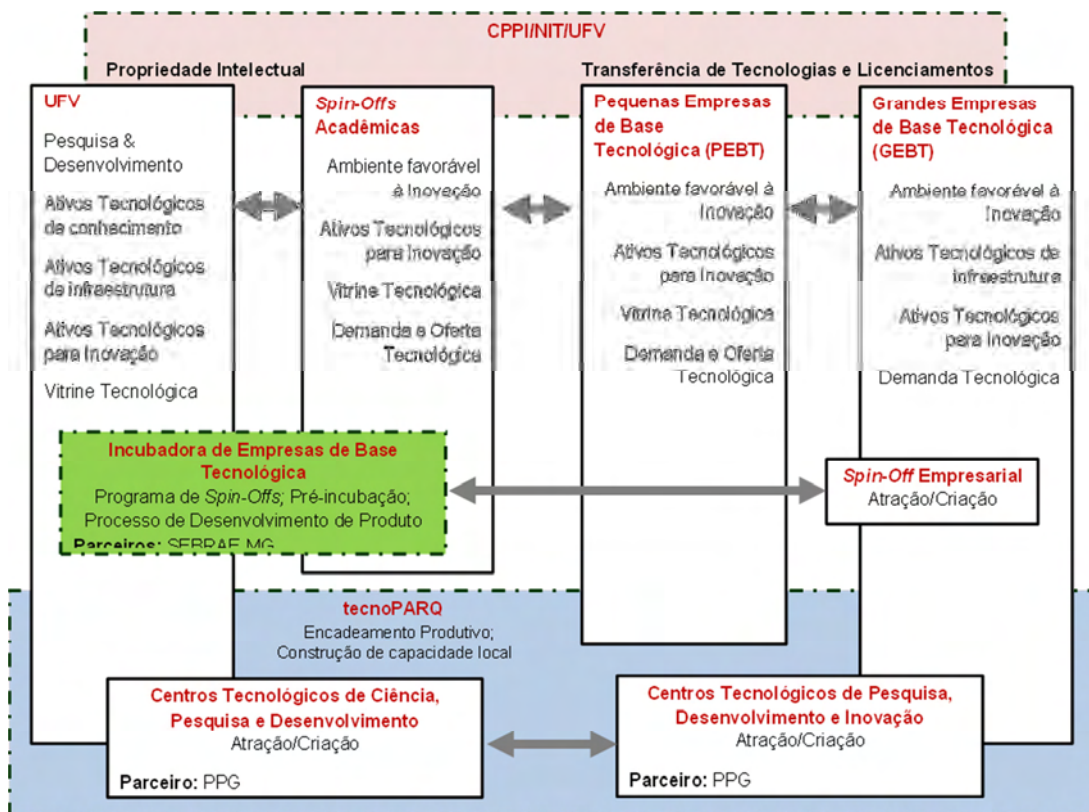 CPPI/NIT/UFV
Propriedade Intelectual
Transferência de Tecnologias e Licenciamentos
UFV
Pesquisa &
Desenvolvimento
Ativos Tecnológicos
de conhecimento
Ativos Tecnológicos
de infraestrutura
Ativos Tecnológicos
para Inovação
Vitrine Tecnológica
Spin-Offs
Acadêmicas
Ambiente favorável
à Inovação
Ativos Tecnológicos
para Inovação
Vitrine Tecnológica
Demanda e Oferta
Tecnológica
Pequenas Empresas
de Base
Tecnológica (PEBT)
Ambiente favorável à
Inovação
Ativos Tecnológicos
para Inovação
Vitrine Tecnológica
Demanda e Oferta
Tecnológica
Grandes Empresas
de Base Tecnológica
(GEBT)
Ambiente favorável à
Inovação
Ativos Tecnológicos de
infraestrutura
Ativos Tecnológicos
para Inovação
Demanda Tecnológica
Incubadora de Empresas de Base
Tecnológica
Programa de Spin-Offs; Pré-incubação;
Processo de Desenvolvimento de Produto
Parceiros: SEBRAE MG
Spin-Off Empresarial
Atração/Criação
tecnoPARQ
Encadeamento Produtivo;
Construção de capacidade local
Centros Tecnológicos de Ciência,
Pesquisa e Desenvolvimento
Atração/Criação
Parceiro: PPG
Centros Tecnológicos de Pesquisa,
Desenvolvimento e Inovação
Atração/Criação
Parceiro: PPG